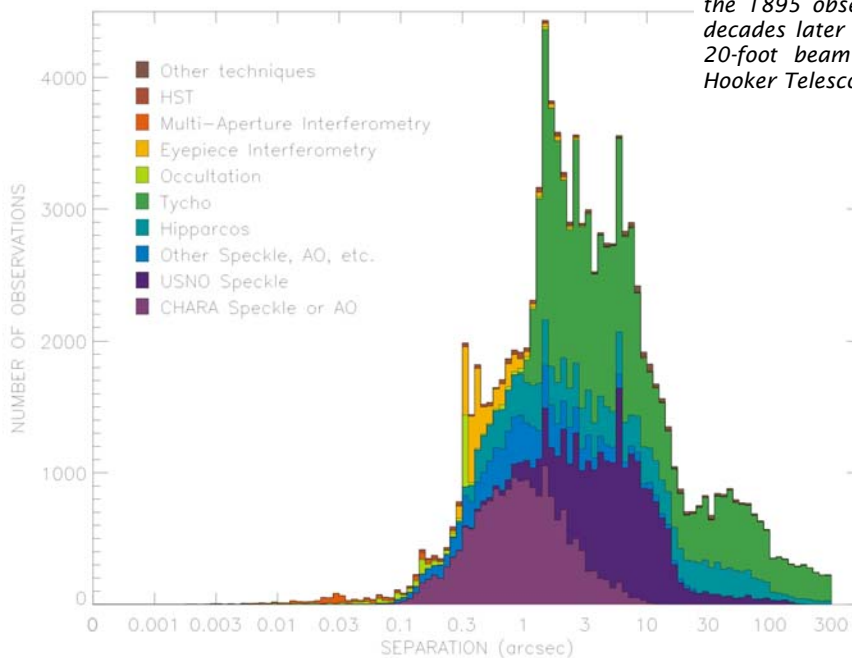 the 1895 obse
decades later
20-foot beam
Hooker Telesca
4000
3000
2000
1000
0
NUMBER OF OBSERVATIONS
Other techniques
HST
Multi-Aperture Interferometry
Eyepiece Interferometry
Occultation
Tycho
Hipparcos
Other Speckle, AO, etc.
USNO Speckle
CHARA Speckle or AO
0 0.001 0.003 0.01 0.03 0.1 0.3 1 3 10 30 100 300
SEPARATION (arcsec)